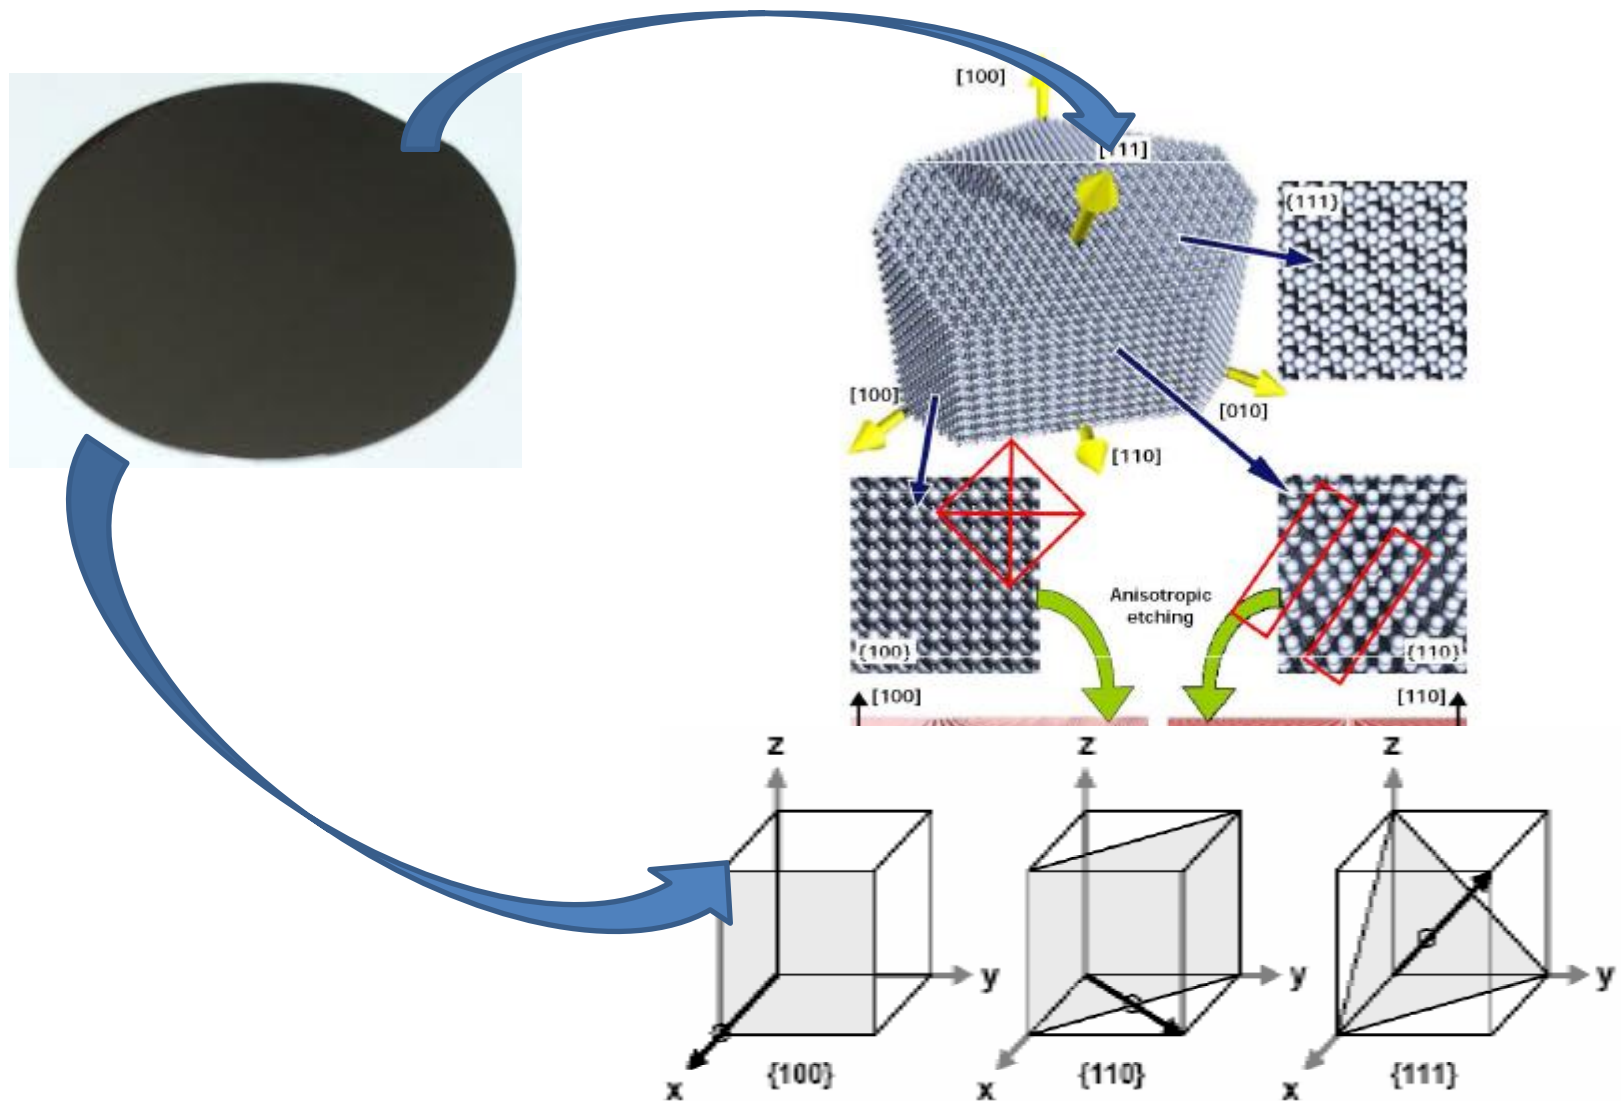 [100]
[111]
{111}
[100]
[010]
[110]
Anisotropic
etching
{100}
{110}
[100]
[110]
z
z
z
y
y
y
x
x
x
{100}
{110}
{111}